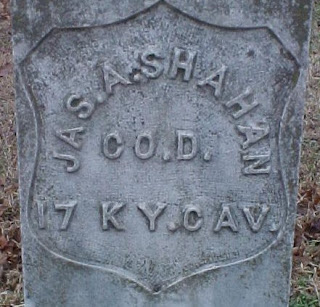 JAS. A. SHAHAN
CO. D.
17 KY. CAV.